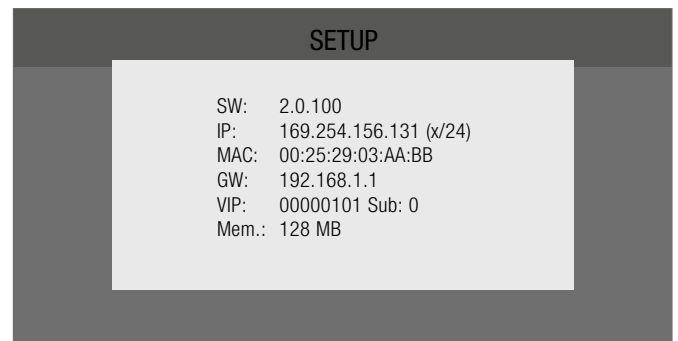 SETUP
SW: 2.0.100
IP: 169.254.156.131 (x/24)
MAC: 00:25:29:03:AA:BB
GW: 192.168.1.1
VIP: 00000101 Sub: 0
Mem.: 128 MB